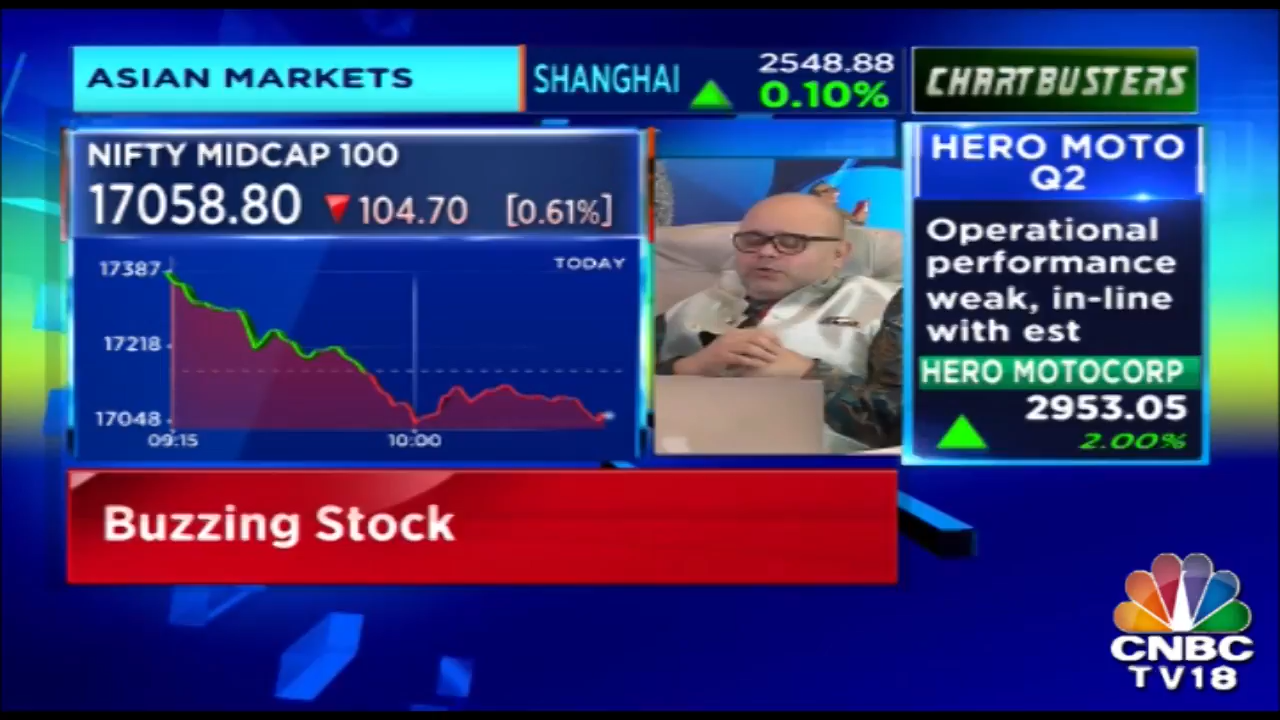 ASIAN MARKETS
SHANGHAI
2548.88
0.10%
CHARTBUSTERS
NIFTY MIDCAP 100
17058.80 104.70 [0.61%]
TODAY
17387
17218
17048
09:15 10:00
HERO MOTO
Q2
Operational
performance
weak, in-line
with est
HERO MOTOCORP
2953.05
2.00%
Buzzing Stock
CNBC
TV18